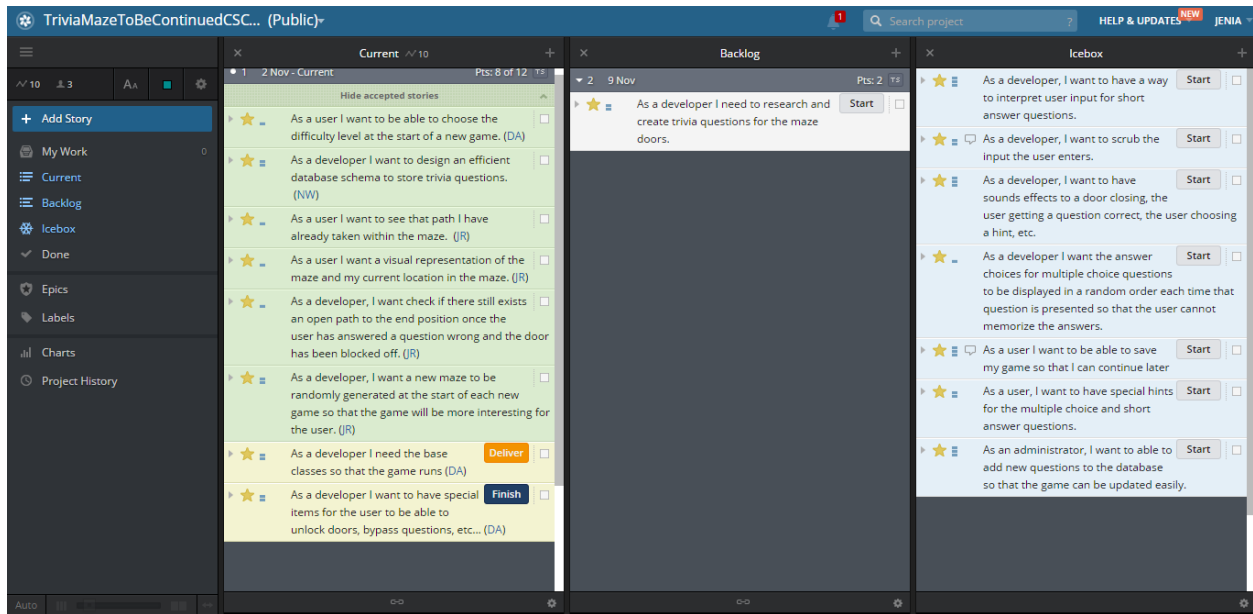 TriviaMazeToBeContinuedCSC... (Public)
1
Search project
?
HELP & UPDATES
NEW
JENIA
10
3
AA
+ Add Story
My Work 0
Current
Backlog
Icebox
Done
Epics
Labels
Charts
Project History
Auto
× Current 10 +
1 2 Nov - Current Pts: 8 of 12 TS
Hide accepted stories
As a user I want to be able to choose the
difficulty level at the start of a new game. (DA)
As a developer I want to design an efficient
database schema to store trivia questions.
(NW)
As a user I want to see that path I have
already taken within the maze. (JR)
As a user I want a visual representation of the
maze and my current location in the maze. (JR)
As a developer, I want check if there still exists
an open path to the end position once the
user has answered a question wrong and the door
has been blocked off. (JR)
As a developer, I want a new maze to be
randomly generated at the start of each new
game so that the game will be more interesting for
the user. (JR)
As a developer I need the base Deliver
classes so that the game runs (DA)
As a developer I want to have special Finish
items for the user to be able to
unlock doors, bypass questions, etc... (DA)
× Backlog +
2 9 Nov Pts: 2 TS
As a developer I need to research and Start
create trivia questions for the maze
doors.
× Icebox +
As a developer, I want to have a way Start
to interpret user input for short
answer questions.
As a developer, I want to scrub the Start
input the user enters.
As a developer, I want to have Start
sounds effects to a door closing, the
user getting a question correct, the user choosing
a hint, etc.
As a developer I want the answer Start
choices for multiple choice questions
to be displayed in a random order each time that
question is presented so that the user cannot
memorize the answers.
As a user I want to be able to save Start
my game so that I can continue later
As a user, I want to have special hints Start
for the multiple choice and short
answer questions.
As an administrator, I want to able to Start
add new questions to the database
so that the game can be updated easily.